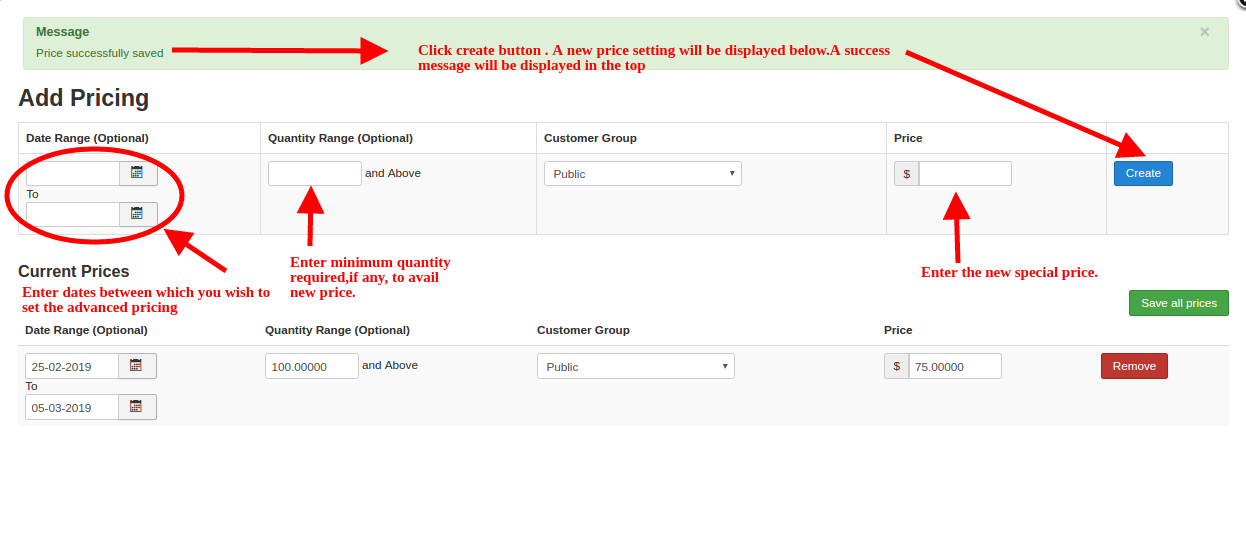 Message
×
Price successfully saved
Click create button . A new price setting will be displayed below.A success
message will be displayed in the top
Add Pricing
Date Range (Optional) Quantity Range (Optional) Customer Group Price
and Above Public $ Create
To
Enter minimum quantity
required,if any, to avail
new price.
Enter the new special price.
Current Prices
Enter dates between which you wish to
set the advanced pricing
Save all prices
Date Range (Optional) Quantity Range (Optional) Customer Group Price
25-02-2019 100.00000 and Above Public $ 75.00000 Remove
To
05-03-2019